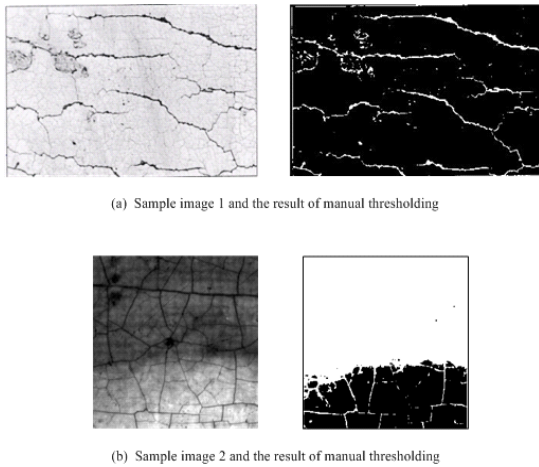 (a) Sample image 1 and the result of manual thresholding
(b) Sample image 2 and the result of manual thresholding